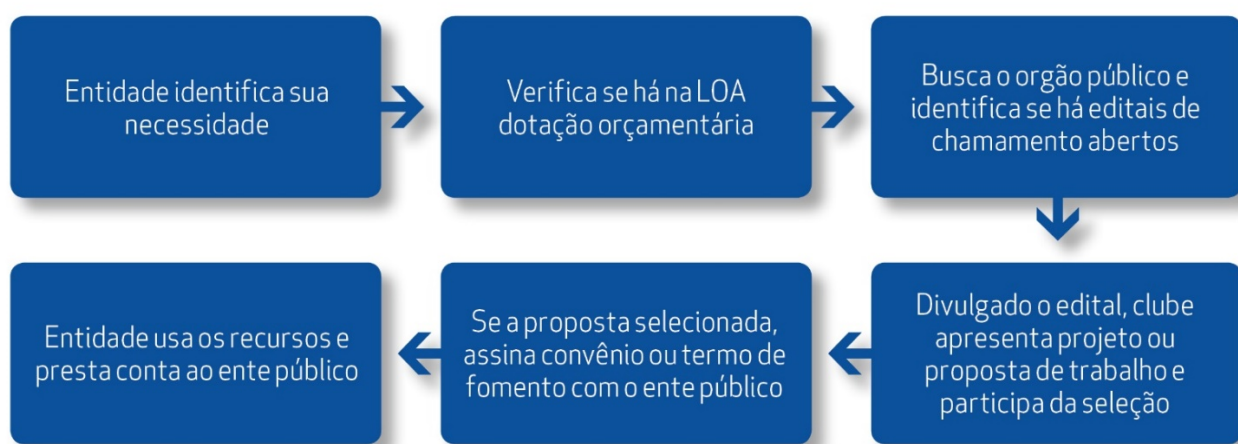 Entidade identifica sua
necessidade
Verifica se há na LOA
dotação orçamentária
Busca o orgão público e
identifica se há editais de
chamamento abertos
Divulgado o edital, clube
apresenta projeto ou
proposta de trabalho e
participa da seleção
Se a proposta selecionada,
assina convênio ou termo de
fomento com o ente público
Entidade usa os recursos e
presta conta ao ente público